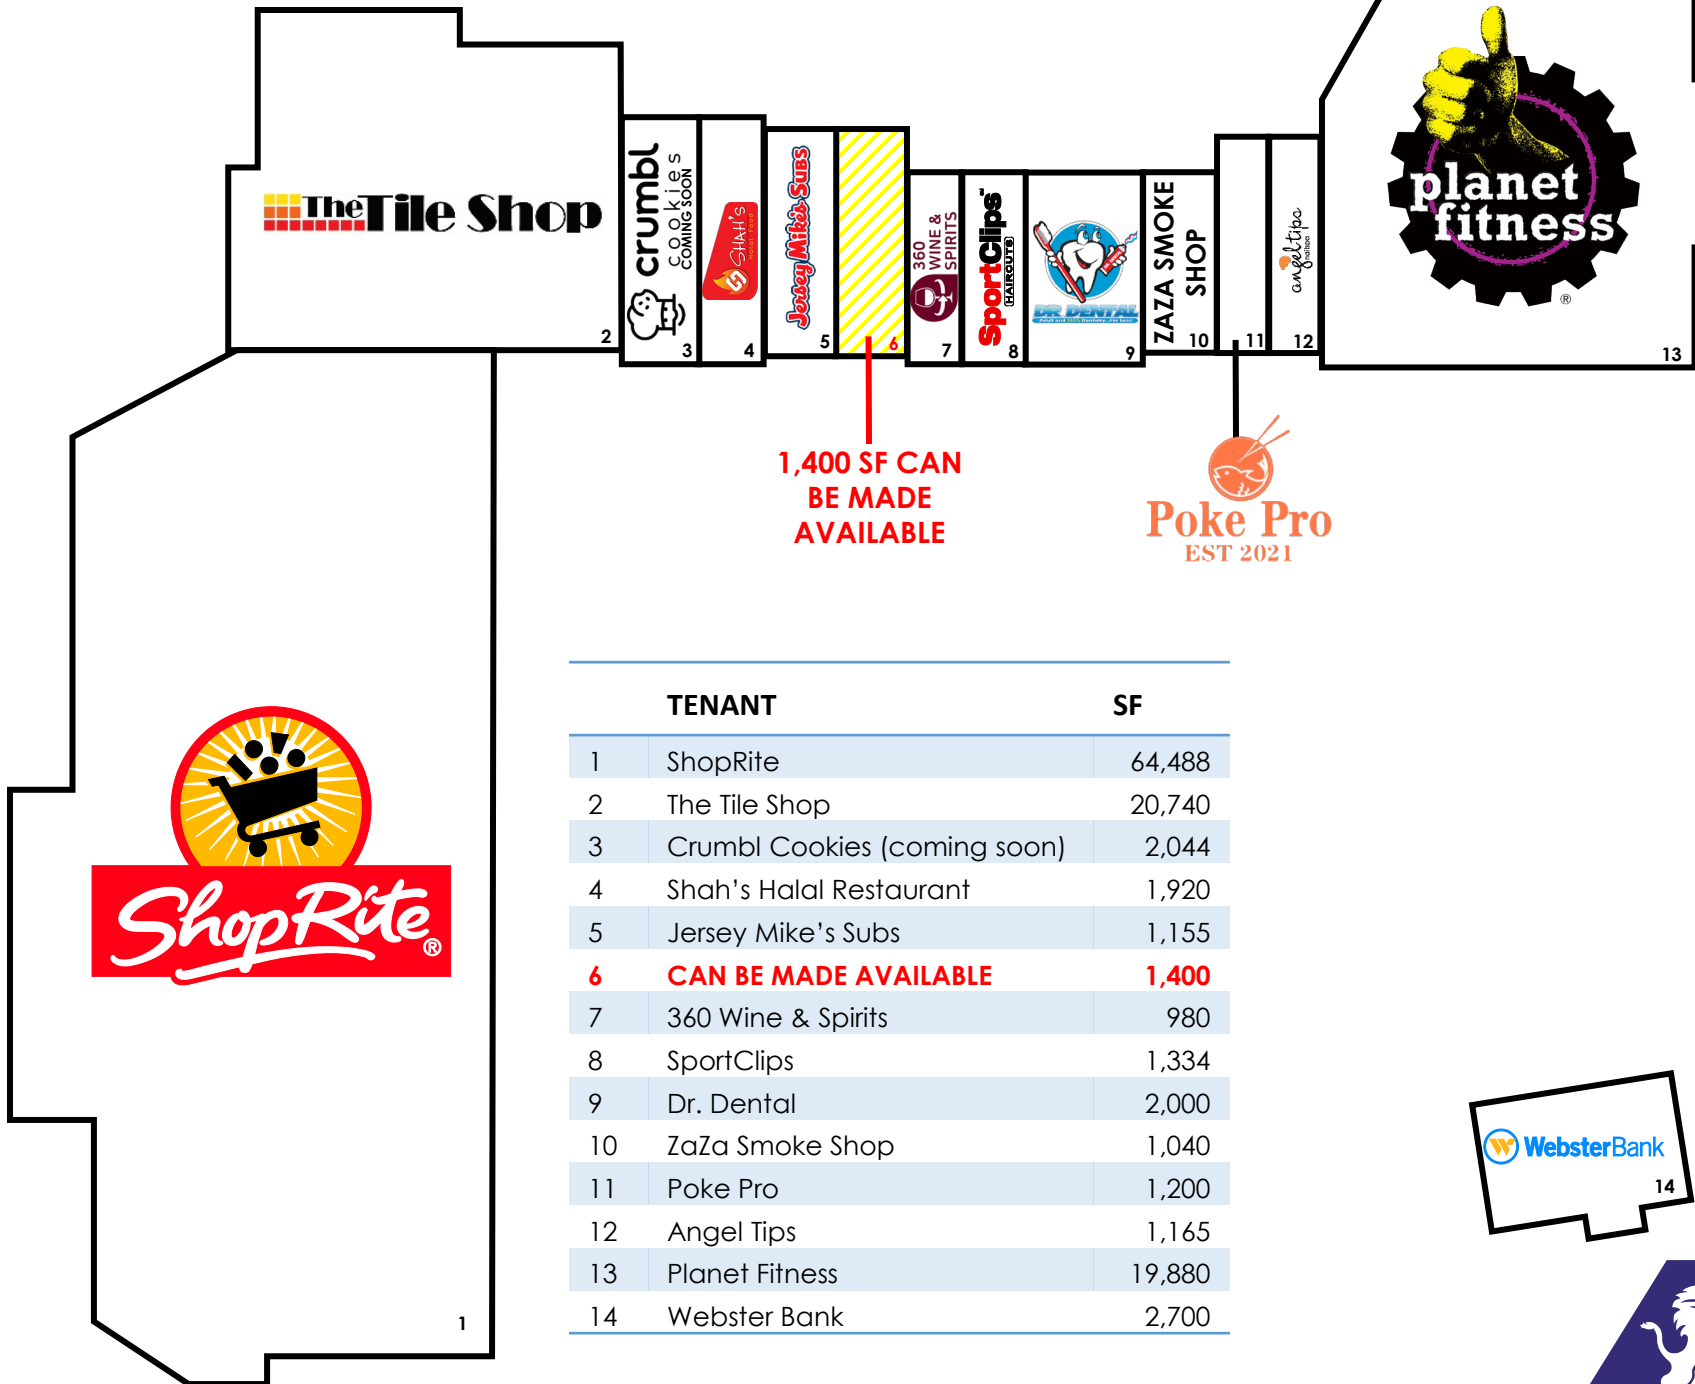 The Tile Shop
2
crumbl
cookies
COMING SOON
3
SHAH'S
Halal Food
4
Jersey Mike's Subs
5
6
360
WINE &
SPIRITS
7
SportClips
HAIRCUTS
8
DR. DENTAL
9
ZAZA SMOKE
SHOP
10
11
angeltips
12
planet
fitness
®
13
1,400 SF CAN
BE MADE
AVAILABLE
Poke Pro
EST 2021
ShopRite®
1
TENANT SF
1 ShopRite 64,488
2 The Tile Shop 20,740
3 Crumbl Cookies (coming soon) 2,044
4 Shah’s Halal Restaurant 1,920
5 Jersey Mike’s Subs 1,155
6 CAN BE MADE AVAILABLE 1,400
7 360 Wine & Spirits 980
8 SportClips 1,334
9 Dr. Dental 2,000
10 ZaZa Smoke Shop 1,040
11 Poke Pro 1,200
12 Angel Tips 1,165
13 Planet Fitness 19,880
14 Webster Bank 2,700
WebsterBank
14